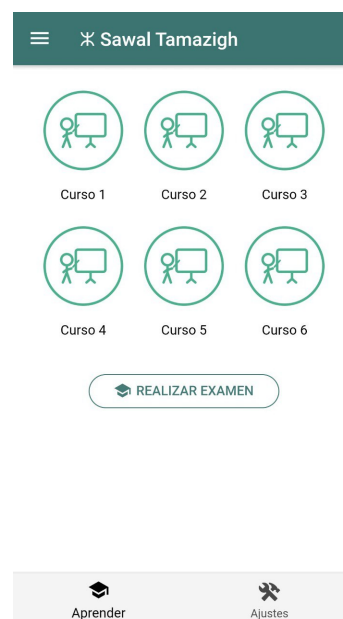 ⵣ Sawal Tamazigh
Curso 1 Curso 2 Curso 3
Curso 4 Curso 5 Curso 6
REALIZAR EXAMEN
Aprender Ajustes